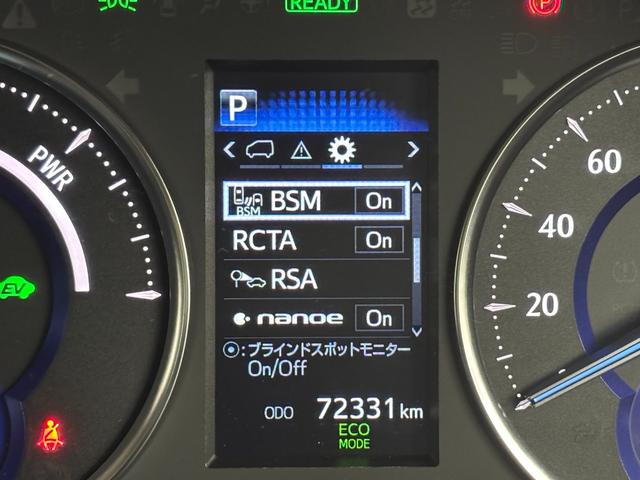 READY
P
P
PWR
60
BSM
BSM On
40
RCTA On
RSA
EV
20
nanoe On
:ブラインドスポットモニター
On/Off
ODO 72331 km
ECO
MODE